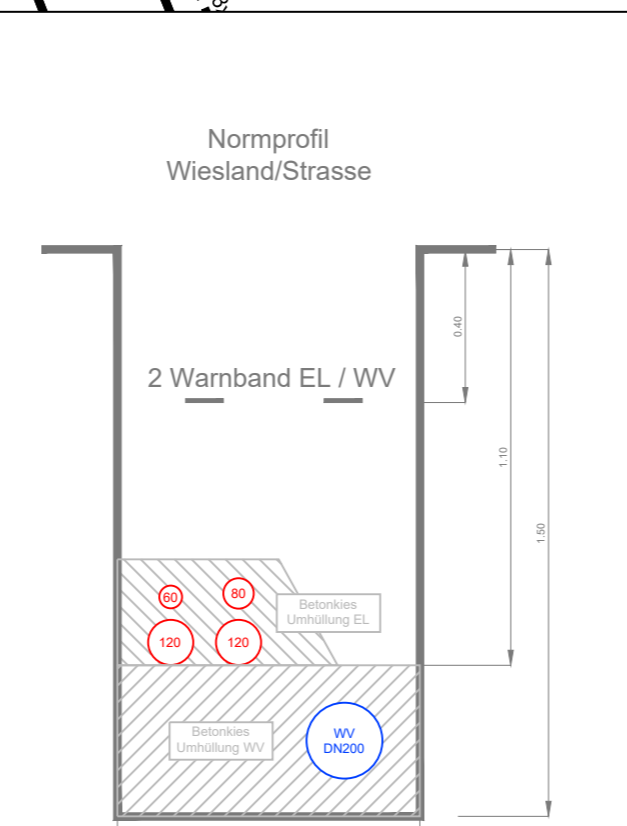 Normprofil
Wiesland/Strasse
0.40
2 Warnband EL / WV
1.10
1.50
60
80
Betonkies
Umhüllung EL
120
120
Betonkies
Umhüllung WV
WV
DN200